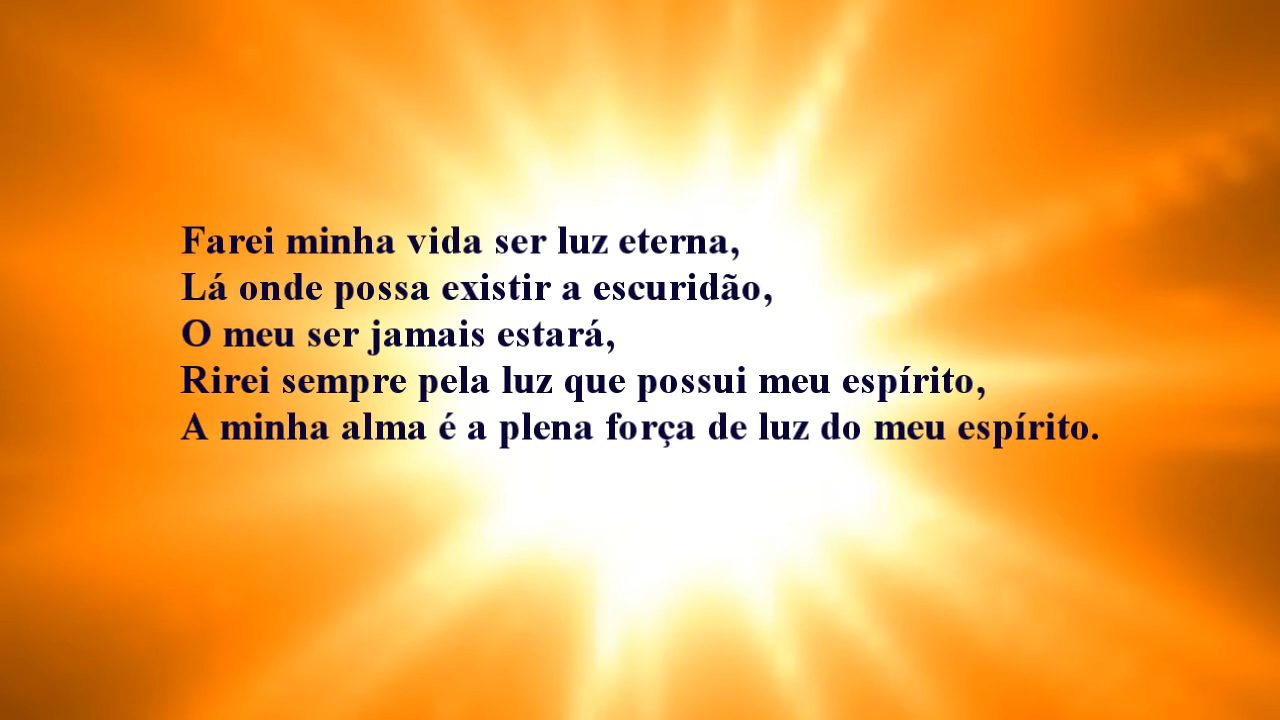 Farei minha vida ser luz eterna,
Lá onde possa existir a escuridão,
O meu ser jamais estará,
Rirei sempre pela luz que possui meu espírito,
A minha alma é a plena força de luz do meu espírito.